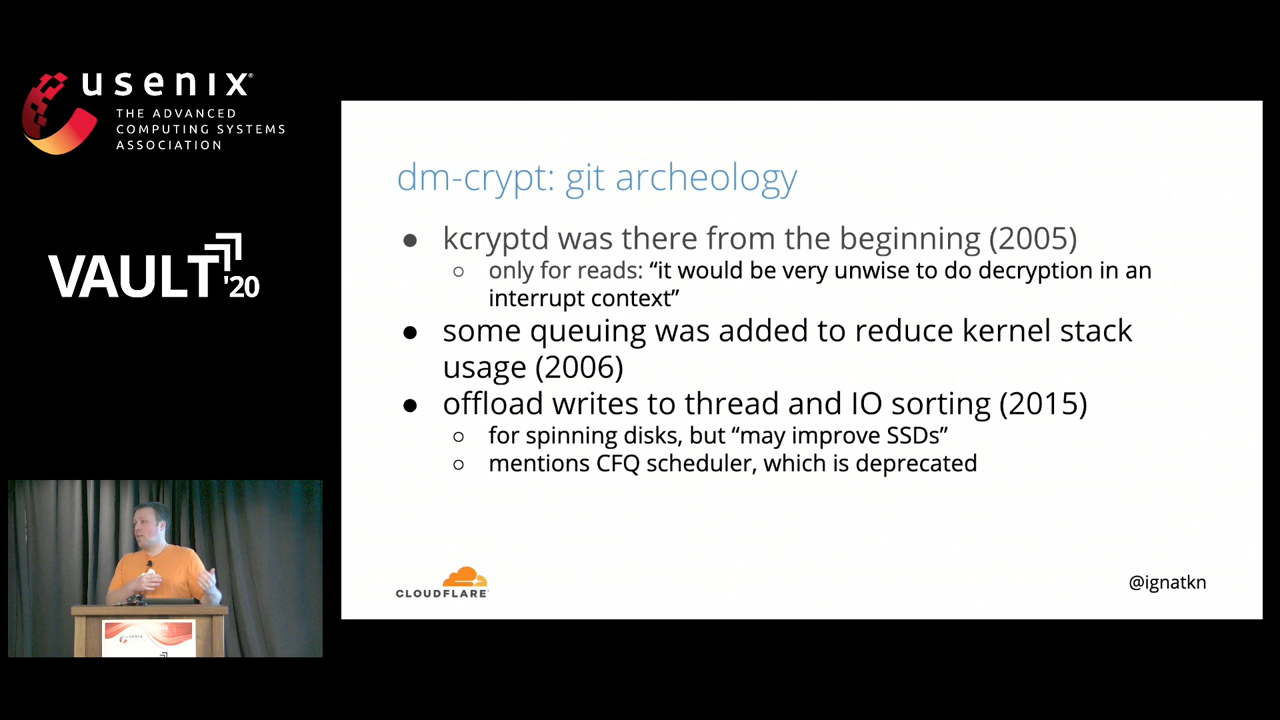 usenix
THE ADVANCED
COMPUTING SYSTEMS
ASSOCIATION
VAULT '20
dm-crypt: git archeology
● kcryptd was there from the beginning (2005)
○ only for reads: “it would be very unwise to do decryption in an
interrupt context”
● some queuing was added to reduce kernel stack
usage (2006)
● offload writes to thread and IO sorting (2015)
○ for spinning disks, but “may improve SSDs”
○ mentions CFQ scheduler, which is deprecated
CLOUDFLARE
@ignatkn
usenix